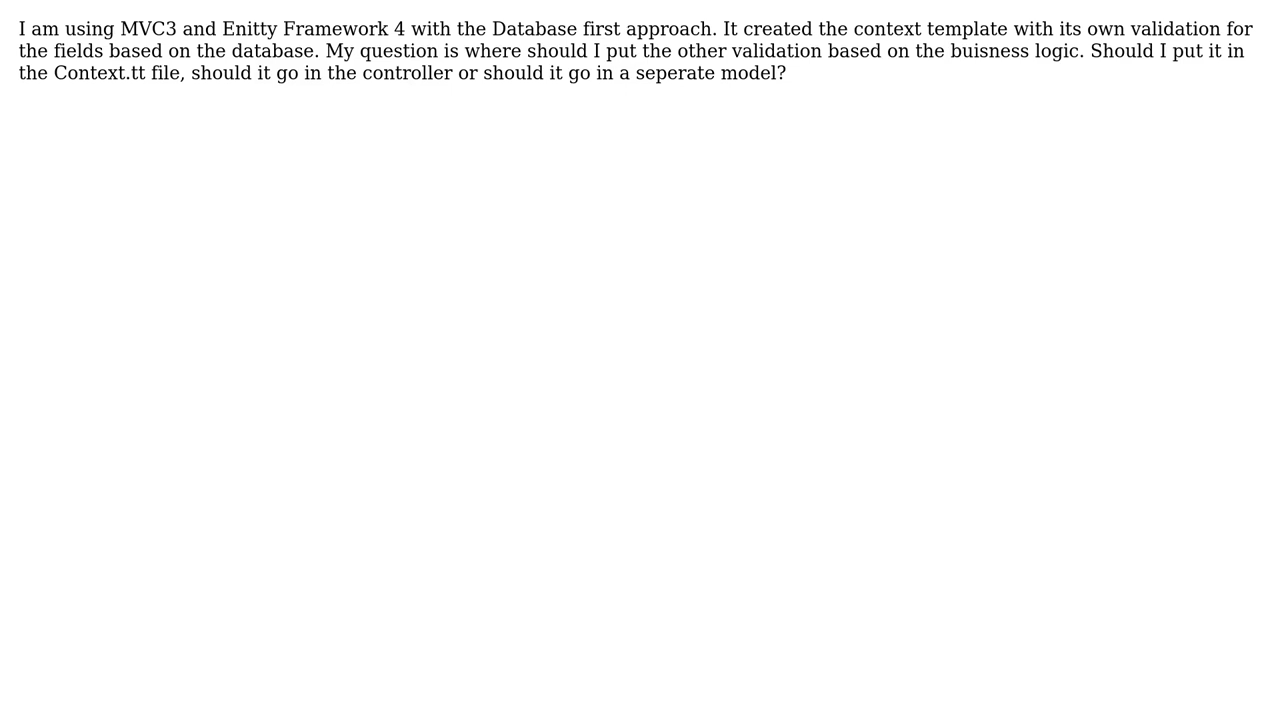 I am using MVC3 and Enitty Framework 4 with the Database first approach. It created the context template with its own validation for
the fields based on the database. My question is where should I put the other validation based on the buisness logic. Should I put it in
the Context.tt file, should it go in the controller or should it go in a seperate model?